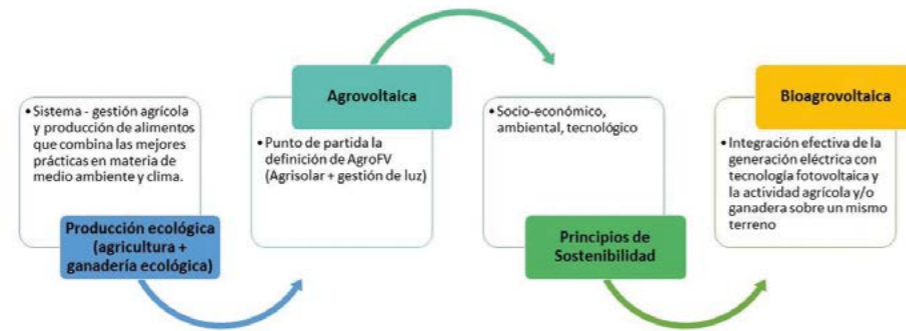 • Sistema - gestión agrícola
y producción de alimentos
que combina las mejores
prácticas en materia de
medio ambiente y clima.
Producción ecológica
(agricultura +
ganadería ecológica)
Agrovoltaica
• Punto de partida la
definición de AgroFV
(Agrisolar + gestión de luz)
• Socio-económico,
ambiental, tecnológico
Principios de
Sostenibilidad
Bioagrovoltaica
• Integración efectiva de la
generación eléctrica con
tecnología fotovoltaica y
la actividad agrícola y/o
ganadera sobre un mismo
terreno